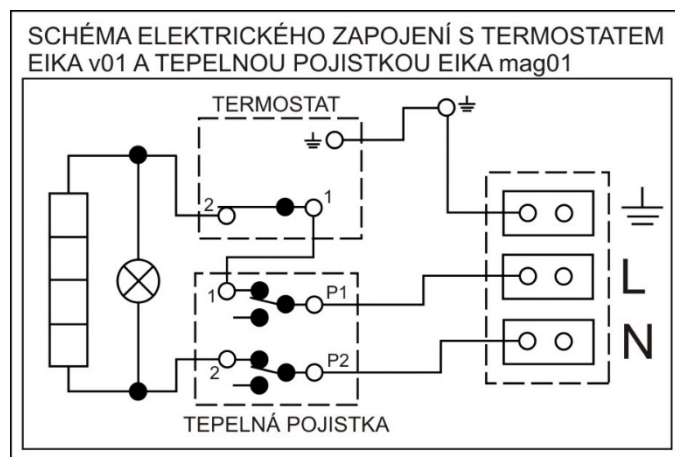 SCHÉMA ELEKTRICKÉHO ZAPOJENÍ S TERMOSTATEM
EIKA v01 A TEPELNOU POJISTKOU EIKA mag01
TERMOSTAT
2
1
1
P1
L
2
P2
N
TEPELNÁ POJISTKA